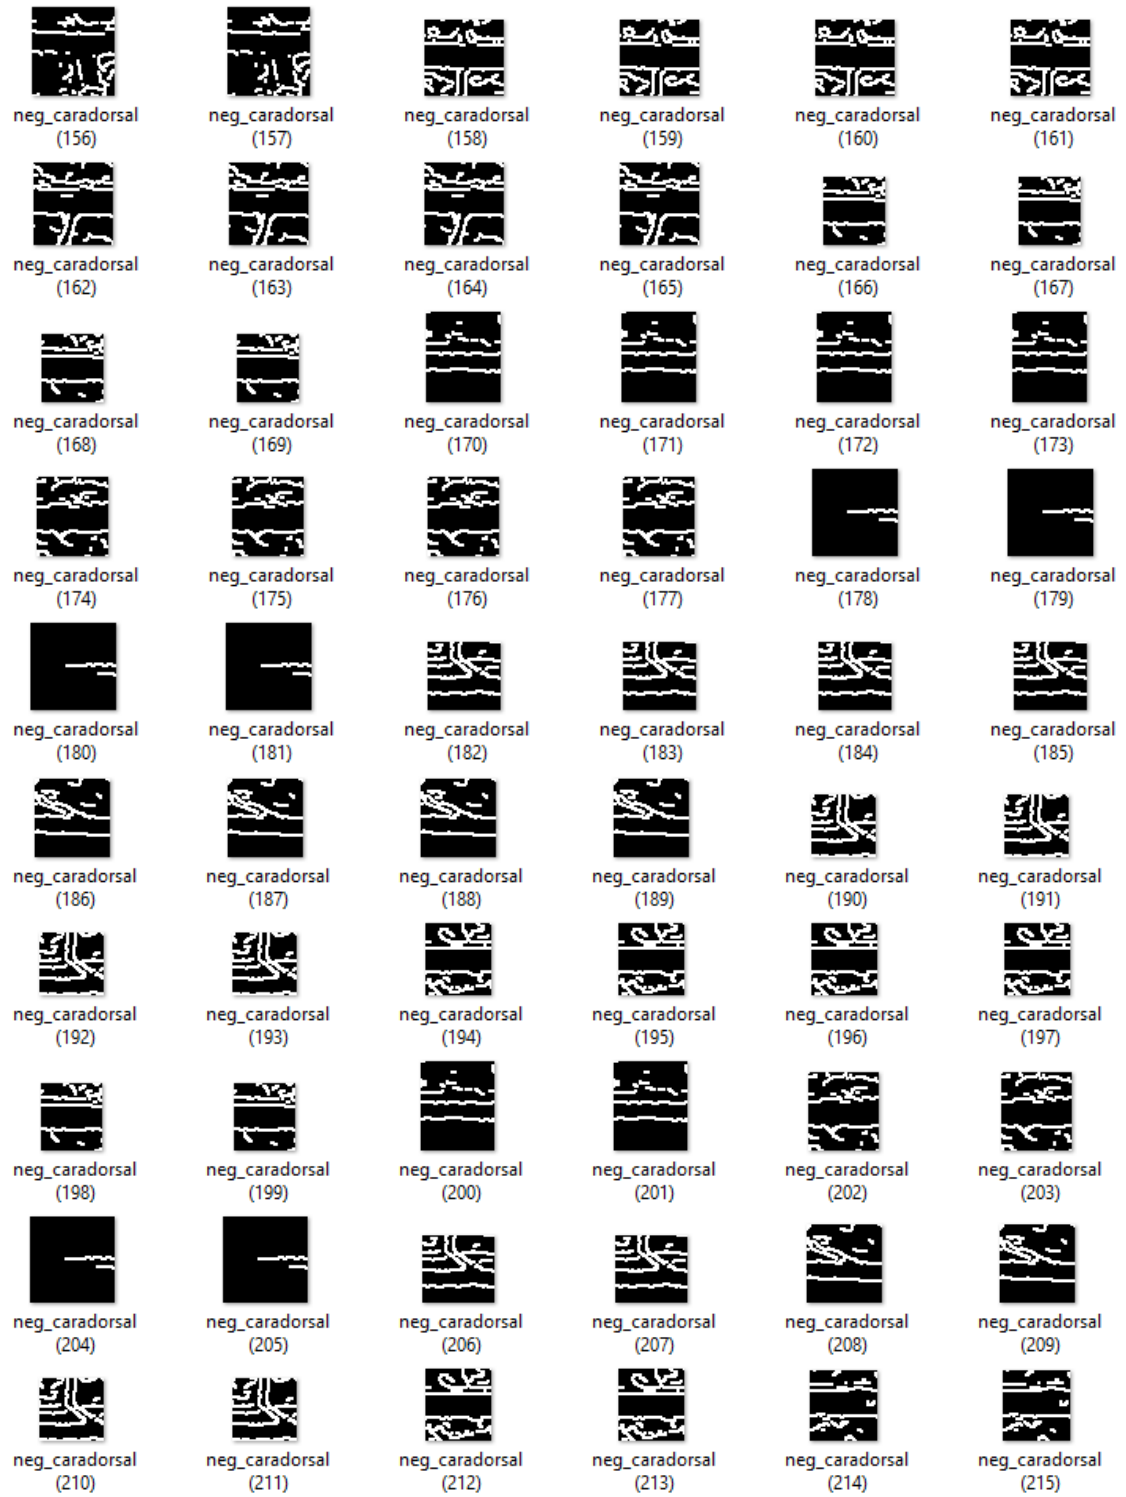 neg_caradorsal neg_caradorsal neg_caradorsal neg_caradorsal neg_caradorsal neg_caradorsal
(156) (157) (158) (159) (160) (161)
neg_caradorsal neg_caradorsal neg_caradorsal neg_caradorsal neg_caradorsal neg_caradorsal
(162) (163) (164) (165) (166) (167)
neg_caradorsal neg_caradorsal neg_caradorsal neg_caradorsal neg_caradorsal neg_caradorsal
(168) (169) (170) (171) (172) (173)
neg_caradorsal neg_caradorsal neg_caradorsal neg_caradorsal neg_caradorsal neg_caradorsal
(174) (175) (176) (177) (178) (179)
neg_caradorsal neg_caradorsal neg_caradorsal neg_caradorsal neg_caradorsal neg_caradorsal
(180) (181) (182) (183) (184) (185)
neg_caradorsal neg_caradorsal neg_caradorsal neg_caradorsal neg_caradorsal neg_caradorsal
(186) (187) (188) (189) (190) (191)
neg_caradorsal neg_caradorsal neg_caradorsal neg_caradorsal neg_caradorsal neg_caradorsal
(192) (193) (194) (195) (196) (197)
neg_caradorsal neg_caradorsal neg_caradorsal neg_caradorsal neg_caradorsal neg_caradorsal
(198) (199) (200) (201) (202) (203)
neg_caradorsal neg_caradorsal neg_caradorsal neg_caradorsal neg_caradorsal neg_caradorsal
(204) (205) (206) (207) (208) (209)
neg_caradorsal neg_caradorsal neg_caradorsal neg_caradorsal neg_caradorsal neg_caradorsal
(210) (211) (212) (213) (214) (215)